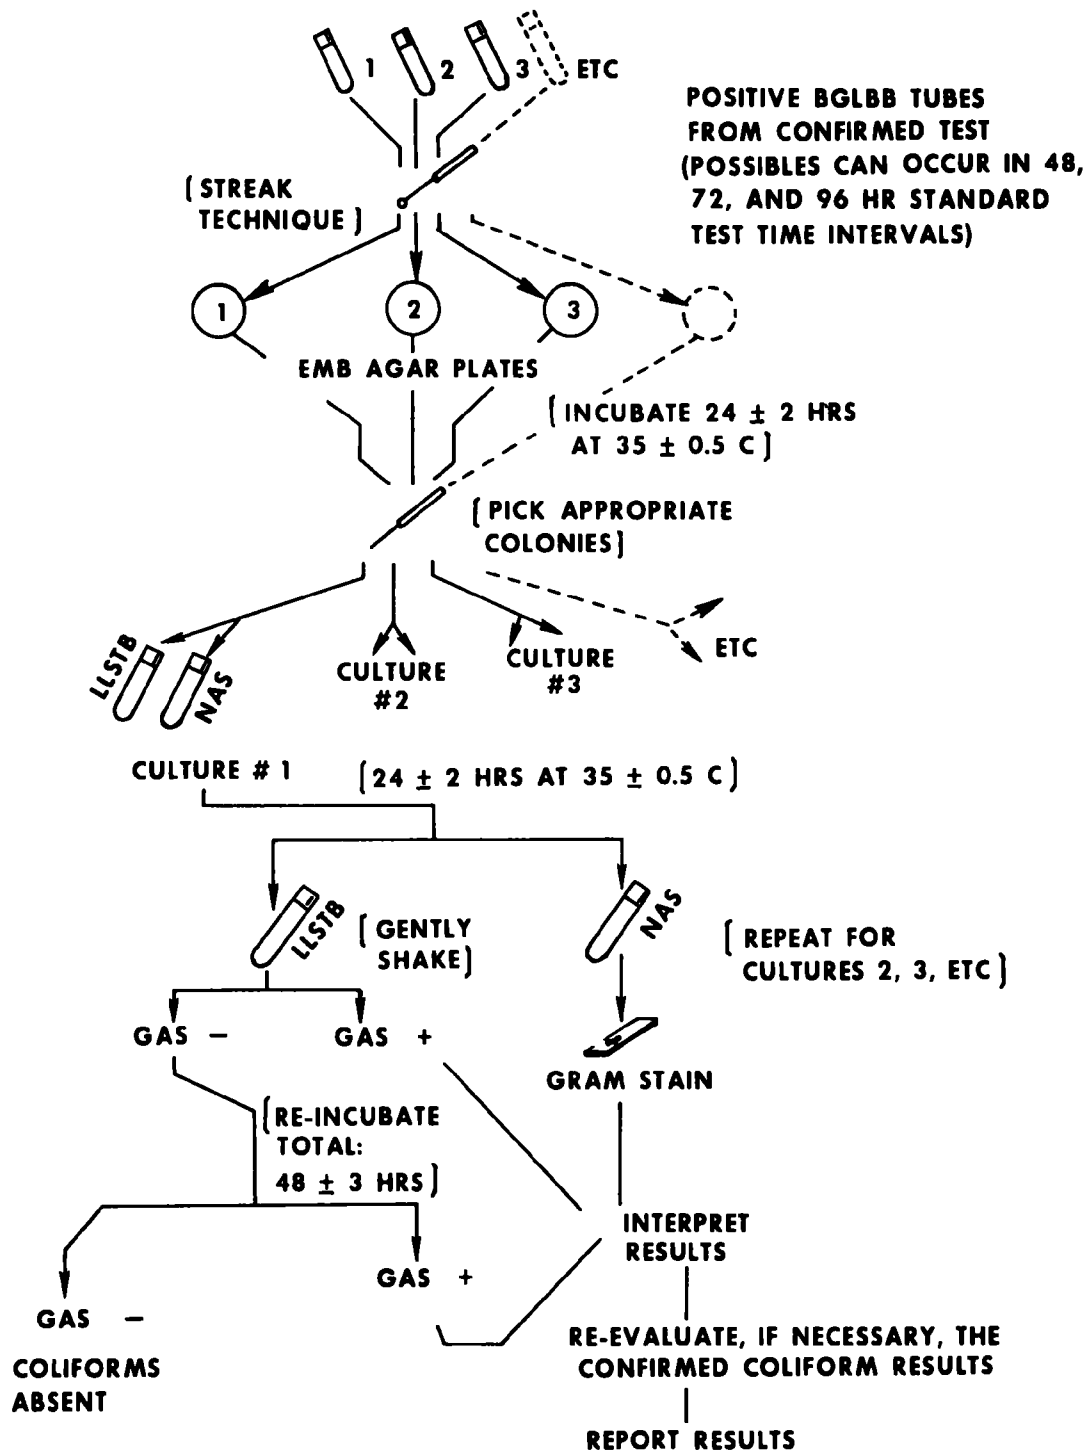 1
2
3
ETC
POSITIVE BGLBB TUBES
FROM CONFIRMED TEST
(POSSIBLES CAN OCCUR IN 48,
72, AND 96 HR STANDARD
TEST TIME INTERVALS)
[STREAK
TECHNIQUE]
1
2
3
EMB AGAR PLATES
[INCUBATE 24 ± 2 HRS
AT 35 ± 0.5 C]
[PICK APPROPRIATE
COLONIES]
LLSTB
NAS
CULTURE
#2
CULTURE
#3
ETC
CULTURE # 1
[24 ± 2 HRS AT 35 ± 0.5 C]
LLSTB
[GENTLY
SHAKE]
NAS
[REPEAT FOR
CULTURES 2, 3, ETC]
GAS −
GAS +
GRAM STAIN
[RE-INCUBATE
TOTAL:
48 ± 3 HRS]
INTERPRET
RESULTS
GAS +
GAS −
COLIFORMS
ABSENT
RE-EVALUATE, IF NECESSARY, THE
CONFIRMED COLIFORM RESULTS
REPORT RESULTS